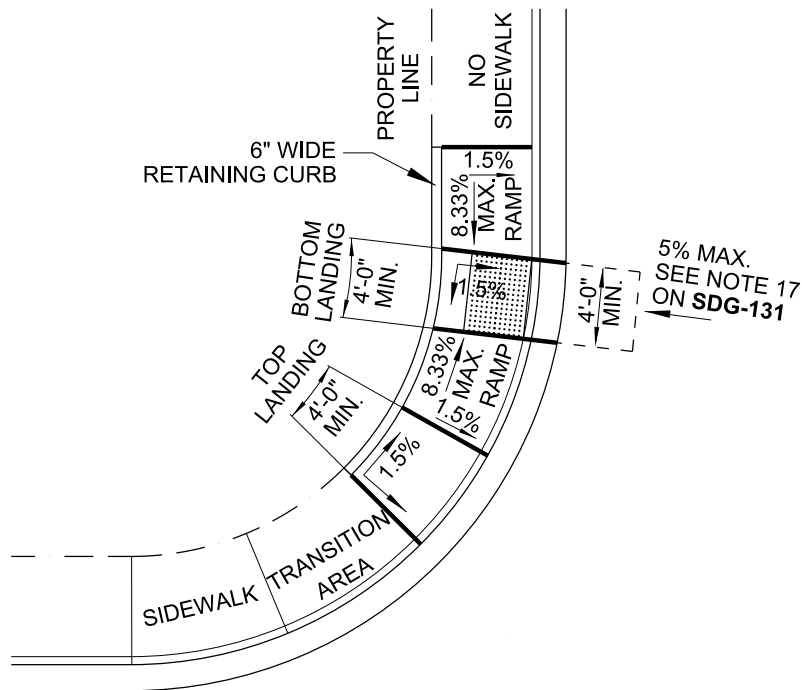 PROPERTY
LINE
NO
SIDEWALK
6" WIDE
RETAINING CURB
1.5%
8.33%
MAX.
RAMP
BOTTOM
LANDING
4'-0"
MIN.
1.5%
4'-0"
MIN.
5% MAX.
SEE NOTE 17
ON SDG-131
TOP
LANDING
4'-0"
MIN.
8.33%
MAX.
RAMP
1.5%
1.5%
TRANSITION
AREA
SIDEWALK